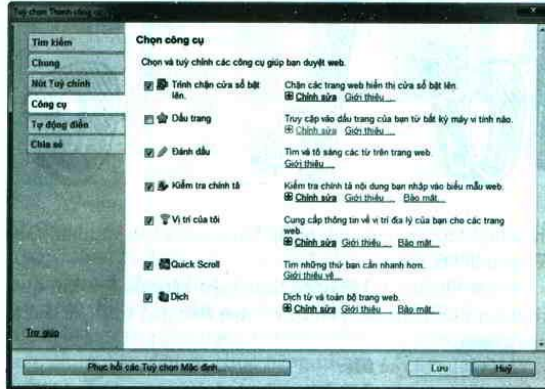 Tuỳ chọn Thanh công cụ
Tìm kiếm
Chung
Nút Tuỳ chỉnh
Công cụ
Tự động điền
Chia sẻ
Trợ giúp
Chọn công cụ
Chọn và tuỳ chỉnh các công cụ giúp bạn duyệt web.
Trình chặn cửa sổ bật
lên.
Chặn các trang web hiển thị cửa sổ bật lên.
Chỉnh sửa Giới thiệu ...
Dấu trang
Truy cập vào dấu trang của bạn từ bất kỳ máy vi tính nào.
Chỉnh sửa Giới thiệu ...
Đánh dấu
Tìm và tô sáng các từ trên trang web.
Giới thiệu ...
Kiểm tra chính tả
Kiểm tra chính tả nội dung bạn nhập vào biểu mẫu web.
Chỉnh sửa Giới thiệu ... Bảo mật...
Vị trí của tôi
Cung cấp thông tin về vị trí địa lý của bạn cho các trang
web.
Chỉnh sửa Giới thiệu ... Bảo mật...
Quick Scroll
Tìm những thứ bạn cần nhanh hơn.
Giới thiệu về...
Dịch
Dịch từ và toàn bộ trang web.
Chỉnh sửa Giới thiệu ... Bảo mật...
Phục hồi các Tuỳ chọn Mặc định...
Lưu
Huỷ